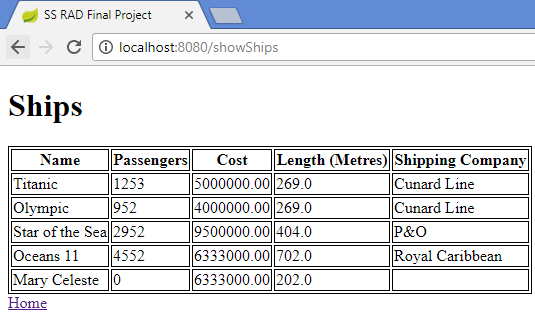 SS RAD Final Project
localhost:8080/showShips
Ships
Name Passengers Cost Length (Metres) Shipping Company
Titanic 1253 5000000.00 269.0 Cunard Line
Olympic 952 4000000.00 269.0 Cunard Line
Star of the Sea 2952 9500000.00 404.0 P&O
Oceans 11 4552 6333000.00 702.0 Royal Caribbean
Mary Celeste 0 6333000.00 202.0
Home